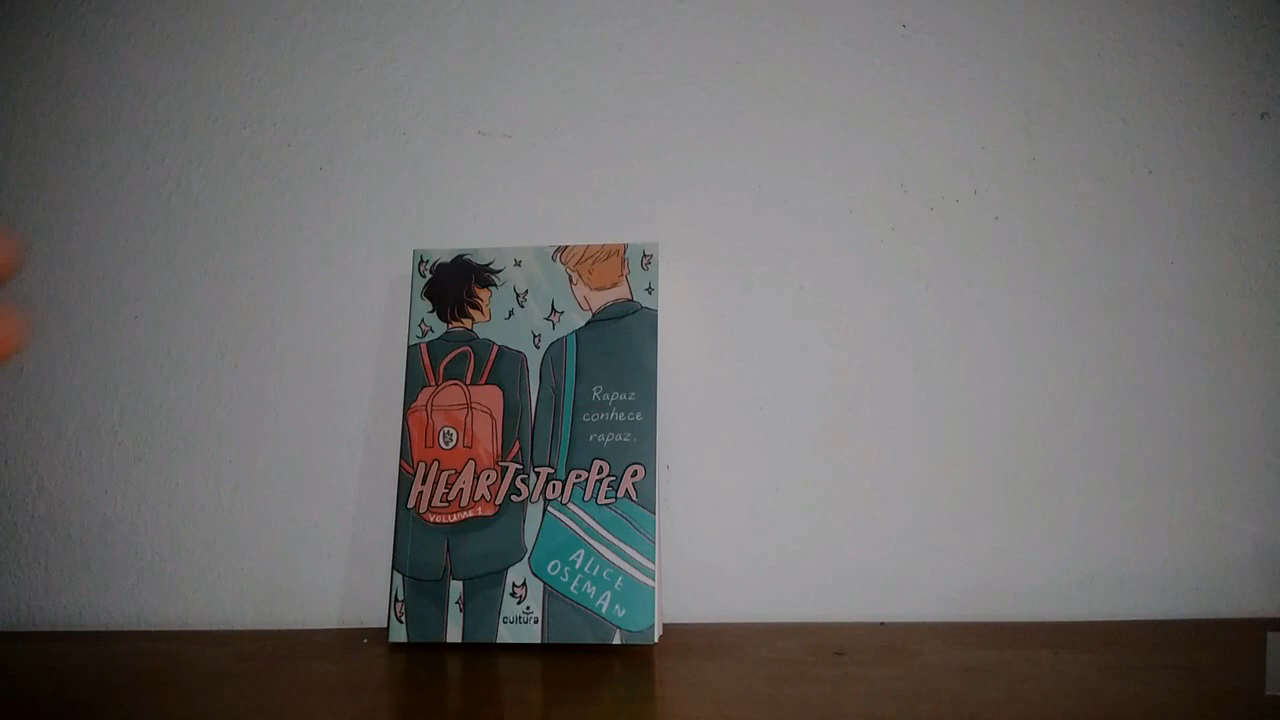 Rapaz
conhece
rapaz.
HEARTSTOPPER
VOLUME 1
ALICE
OSEMAN
cultura